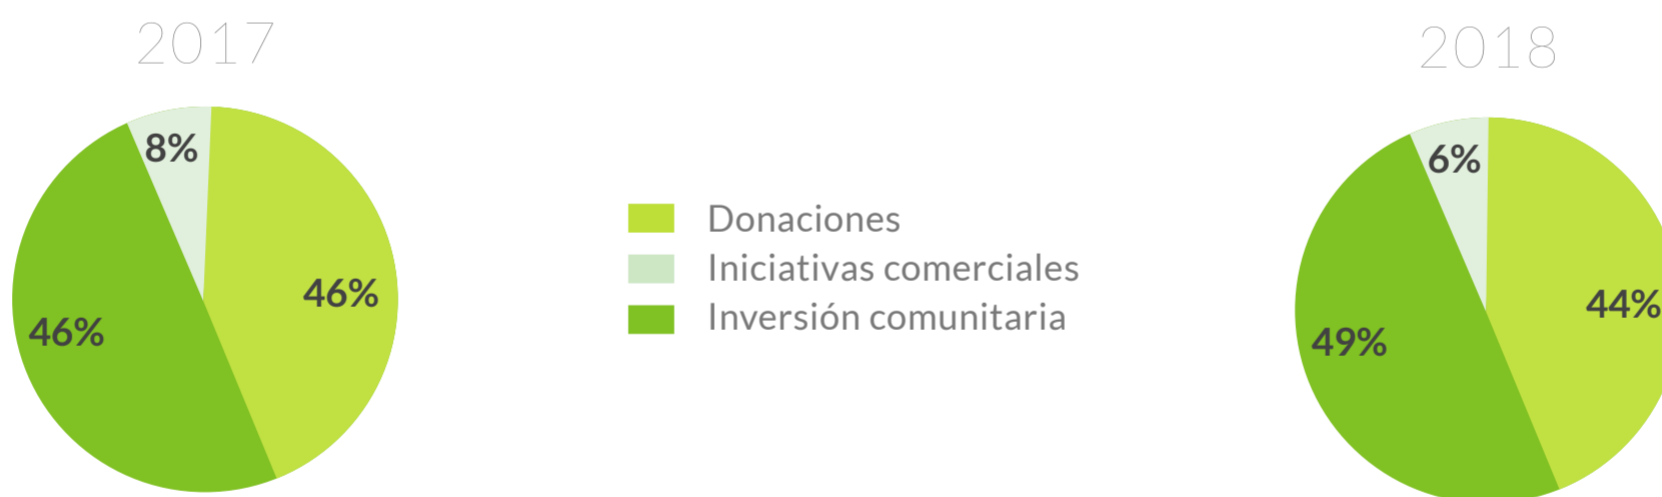 2017
8%
46%
46%
Donaciones
Iniciativas comerciales
Inversión comunitaria
2018
6%
44%
49%